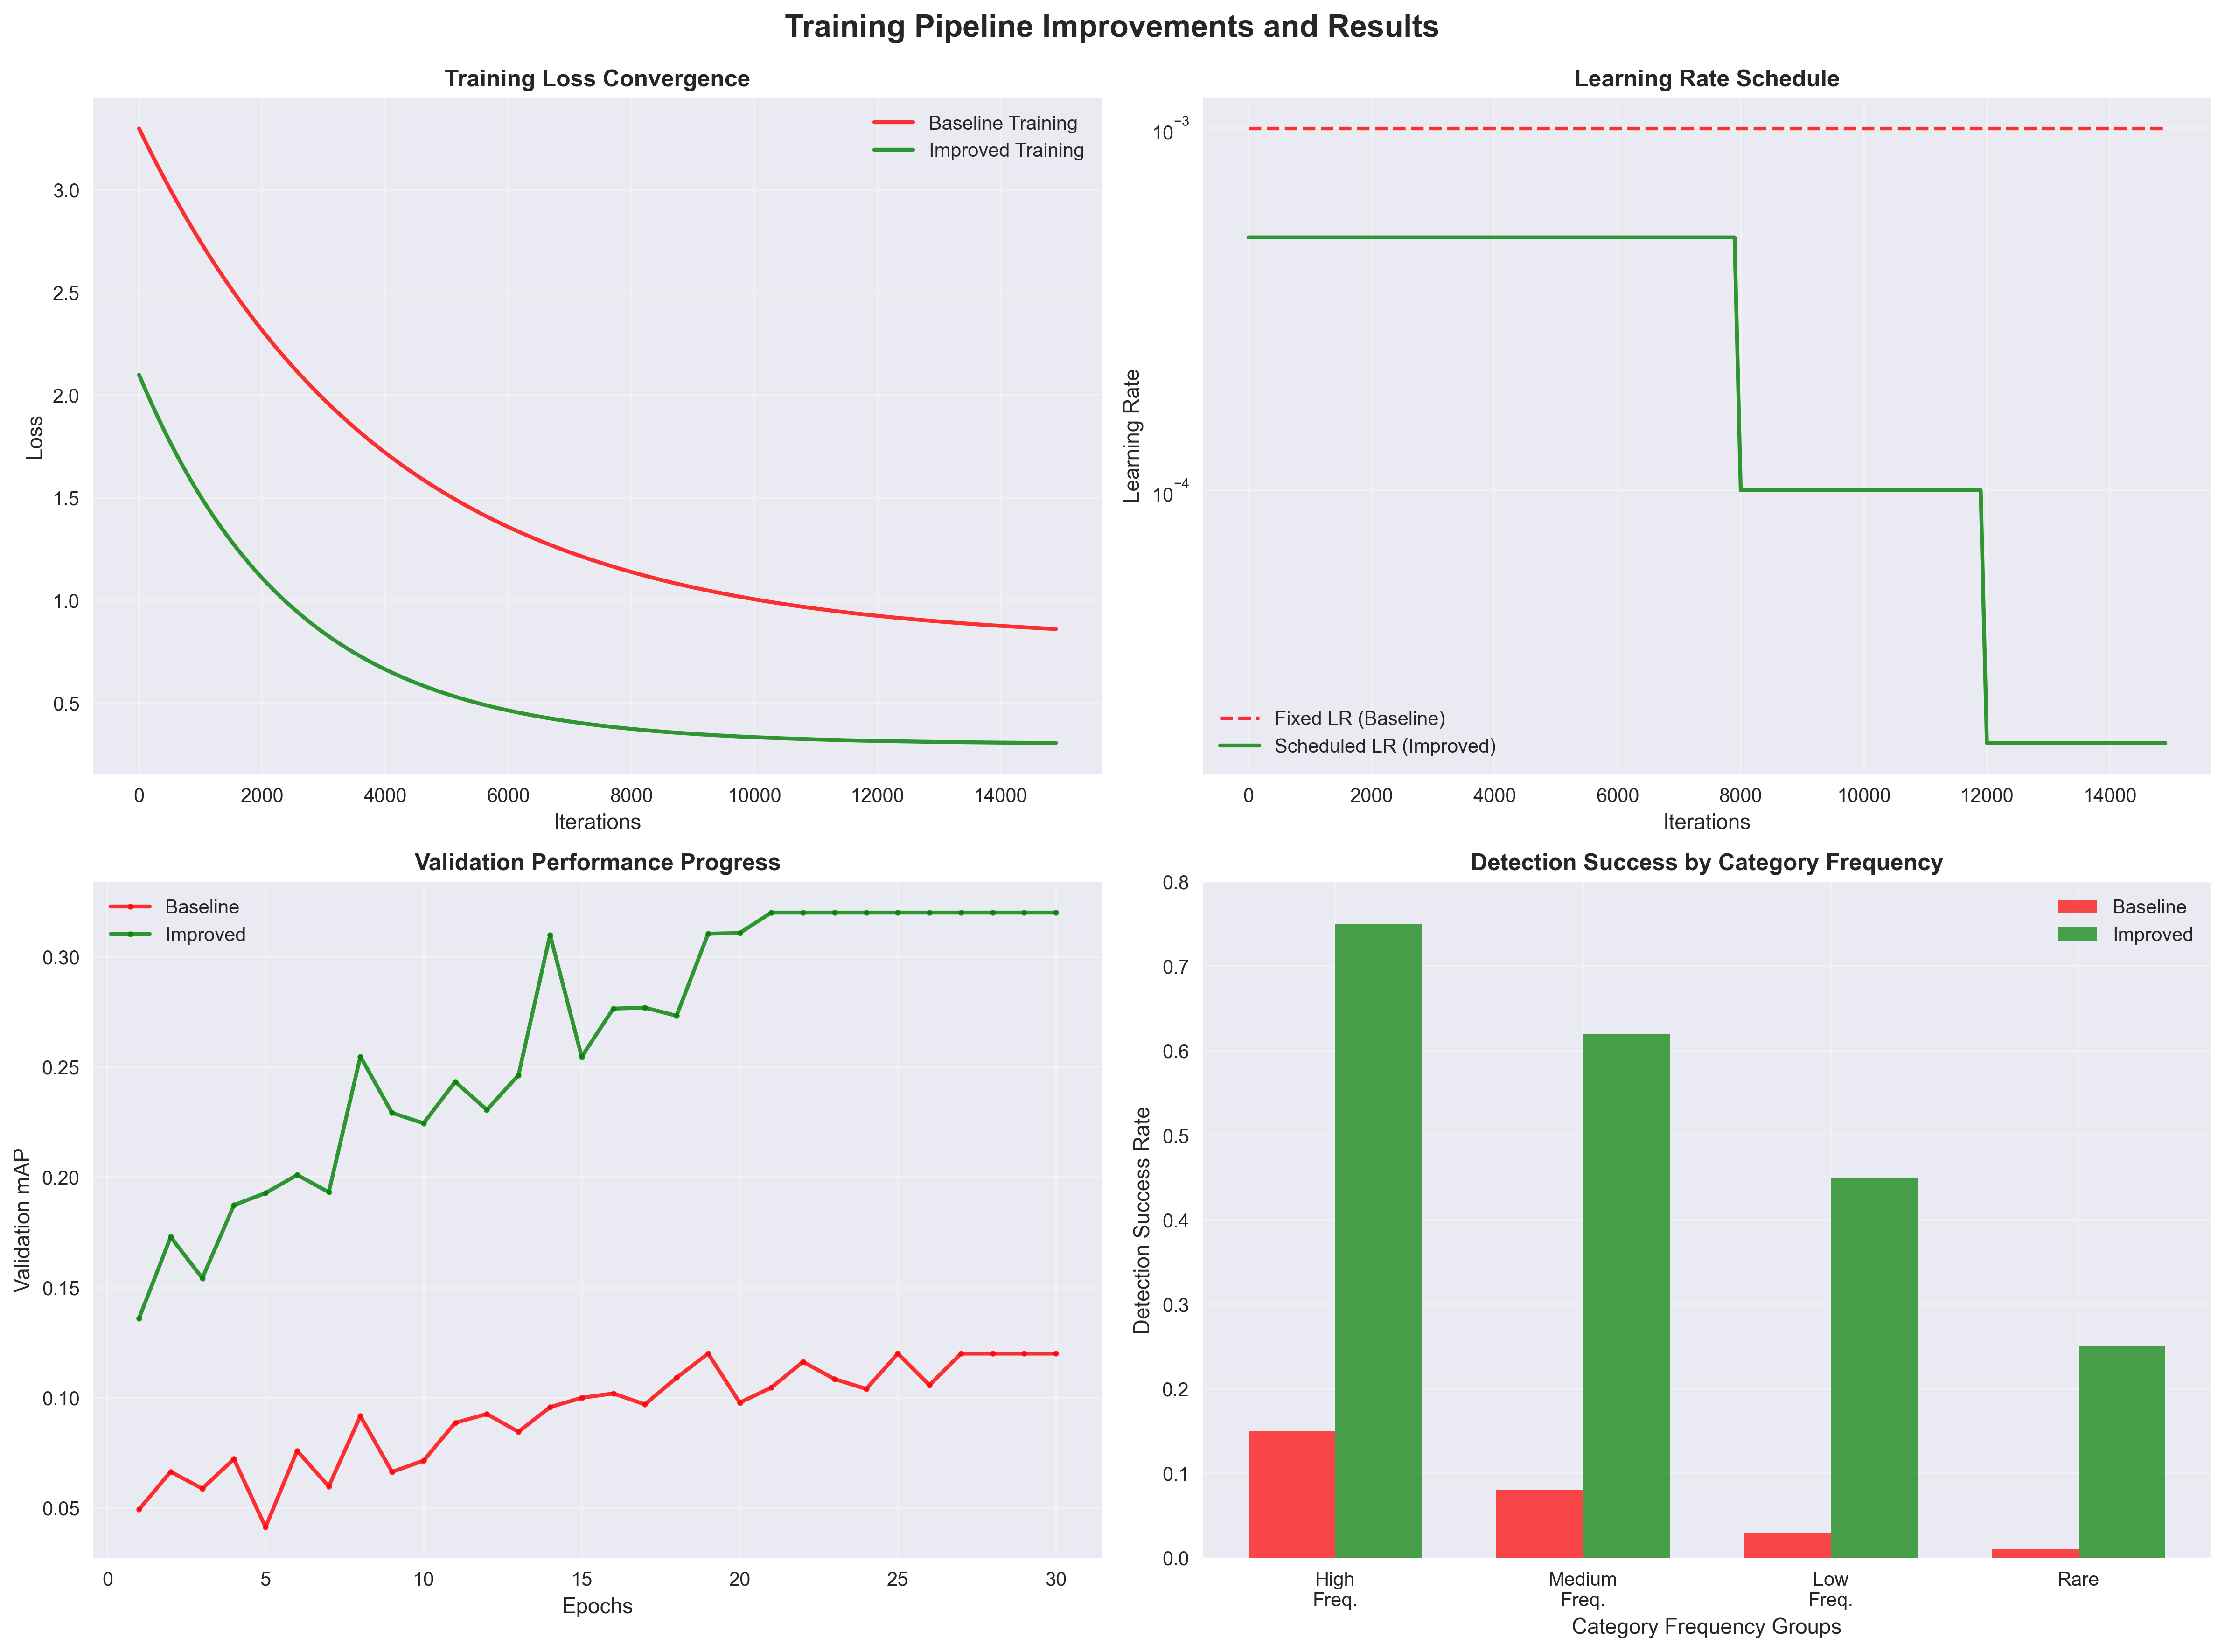 Training Pipeline Improvements and Results
Training Loss Convergence
Baseline Training
Improved Training
3.0
2.5
2.0
1.5
1.0
0.5
Loss
0 2000 4000 6000 8000 10000 12000 14000
Iterations
Learning Rate Schedule
10⁻³
10⁻⁴
Learning Rate
Fixed LR (Baseline)
Scheduled LR (Improved)
0 2000 4000 6000 8000 10000 12000 14000
Iterations
Validation Performance Progress
Baseline
Improved
0.30
0.25
0.20
0.15
0.10
0.05
Validation mAP
0 5 10 15 20 25 30
Epochs
Detection Success by Category Frequency
Baseline
Improved
0.8
0.7
0.6
0.5
0.4
0.3
0.2
0.1
0.0
Detection Success Rate
High Medium Low Rare
Freq. Freq. Freq.
Category Frequency Groups